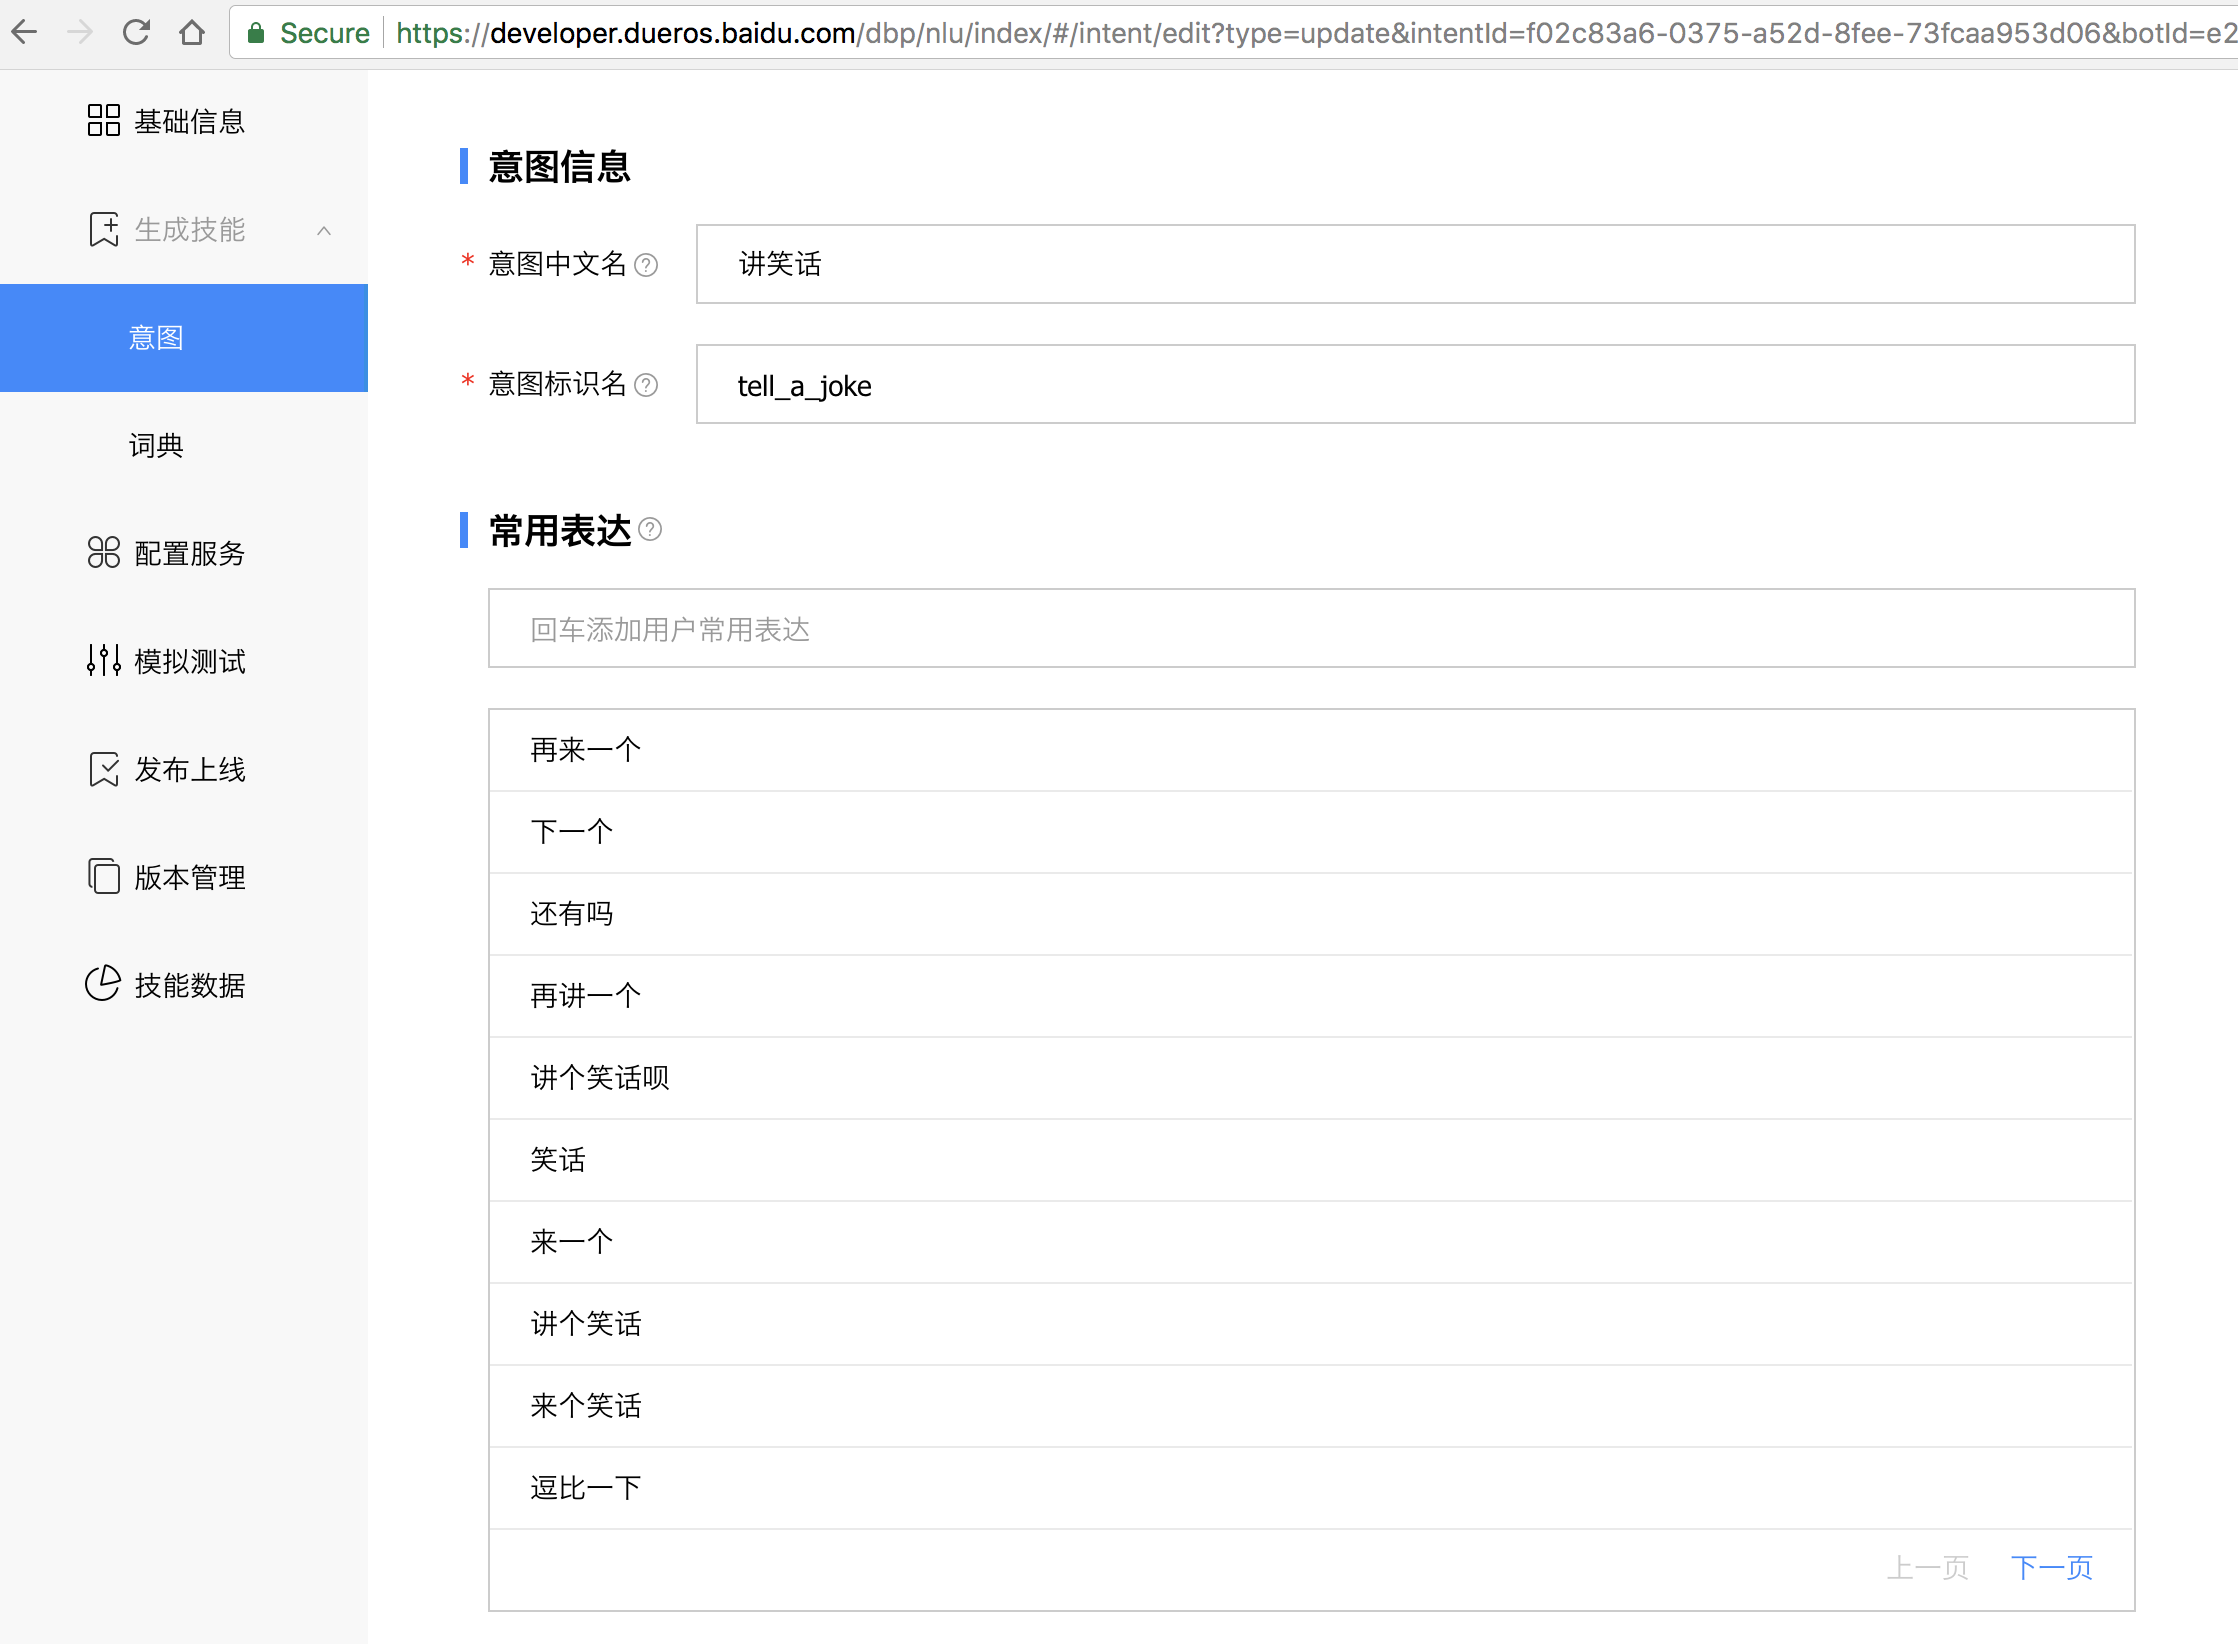 Secure https://developer.dueros.baidu.com/dbp/nlu/index/#/intent/edit?type=update&intentId=f02c83a6-0375-a52d-8fee-73fcaa953d06&botId=e2
基础信息
生成技能
意图
词典
配置服务
模拟测试
发布上线
版本管理
技能数据
意图信息
* 意图中文名 ? 讲笑话
* 意图标识名 ? tell_a_joke
常用表达 ?
回车添加用户常用表达
再来一个
下一个
还有吗
再讲一个
讲个笑话呗
笑话
来一个
讲个笑话
来个笑话
逗比一下
上一页 下一页